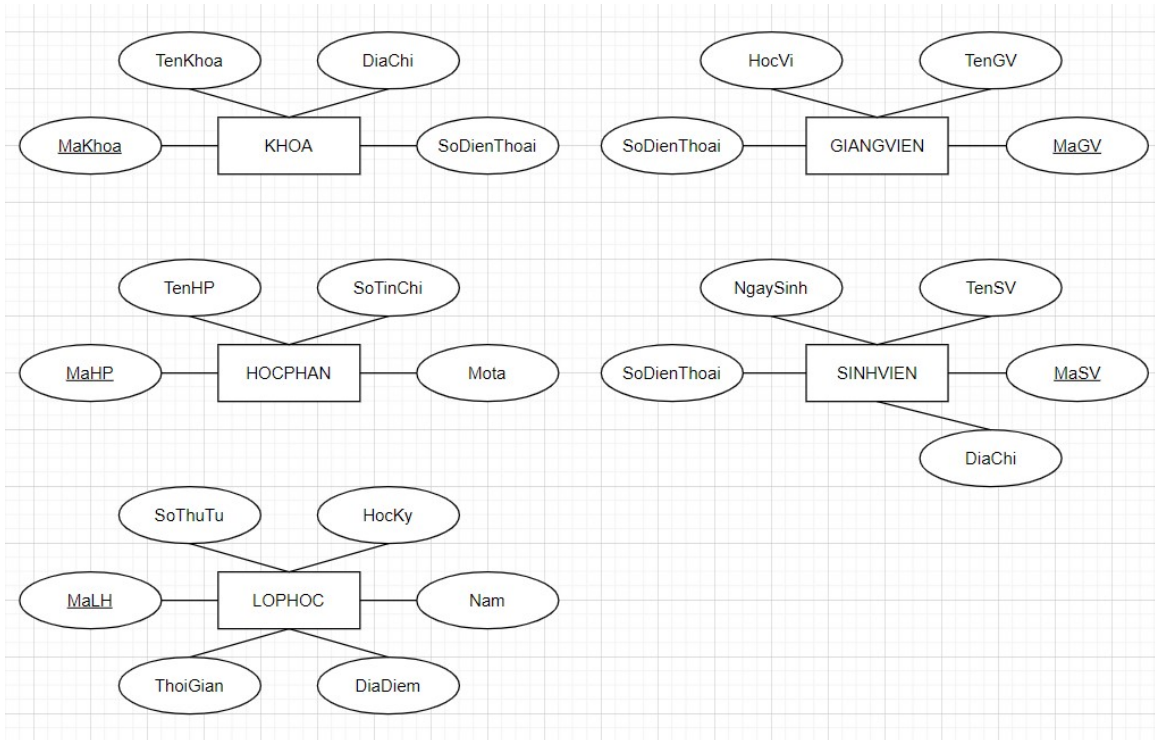 TenKhoa
DiaChi
MaKhoa
KHOA
SoDienThoai
HocVi
TenGV
SoDienThoai
GIANGVIEN
MaGV
TenHP
SoTinChi
MaHP
HOCPHAN
Mota
NgaySinh
TenSV
SoDienThoai
SINHVIEN
MaSV
DiaChi
SoThuTu
HocKy
MaLH
LOPHOC
Nam
ThoiGian
DiaDiem